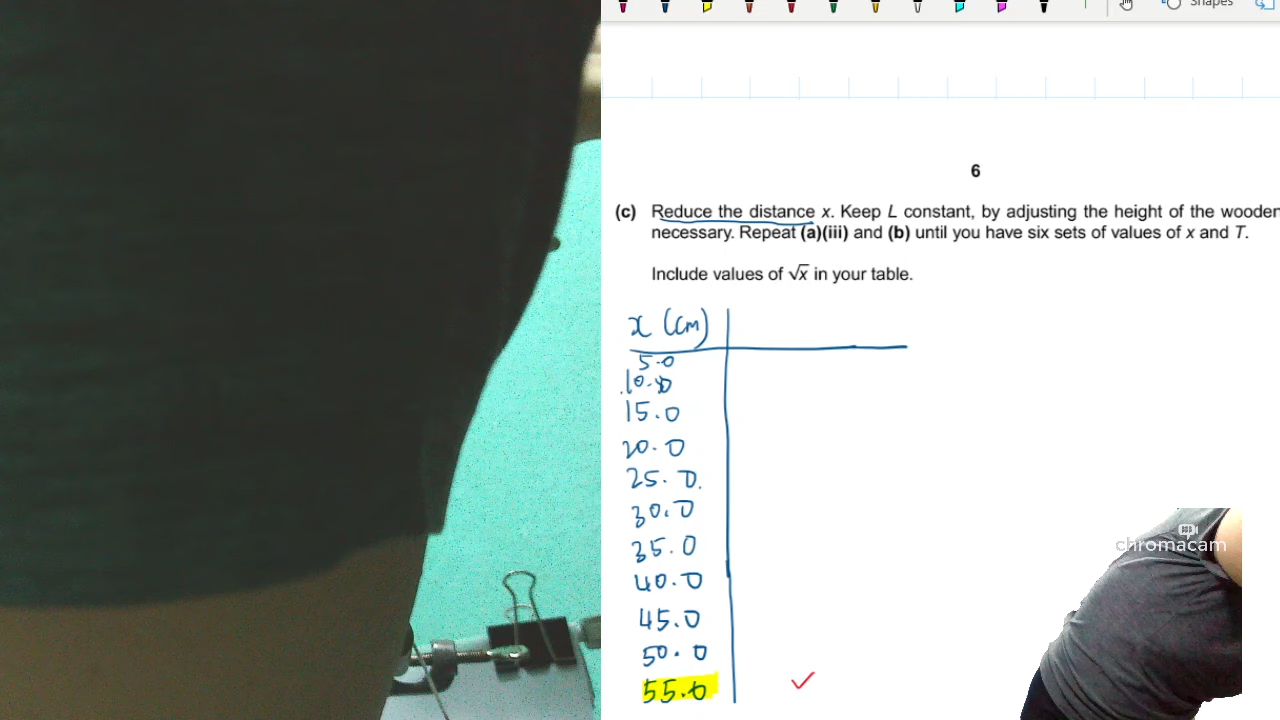 Shapes
6
(c) Reduce the distance x. Keep L constant, by adjusting the height of the wooden
necessary. Repeat (a)(iii) and (b) until you have six sets of values of x and T.
Include values of √x in your table.
x (cm)
5.0
10.0
15.0
20.0
25.0
30.0
35.0
40.0
45.0
50.0
55.0
chromacam